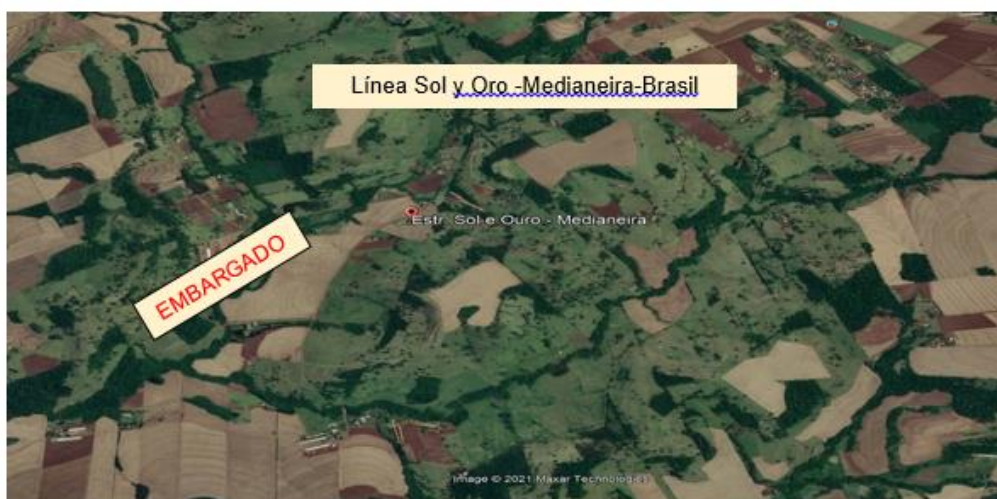 Línea Sol y Oro -Medianeira-Brasil
Estr. Sol e Ouro - Medianeira
EMBARGADO
Image © 2021 Maxar Technologies